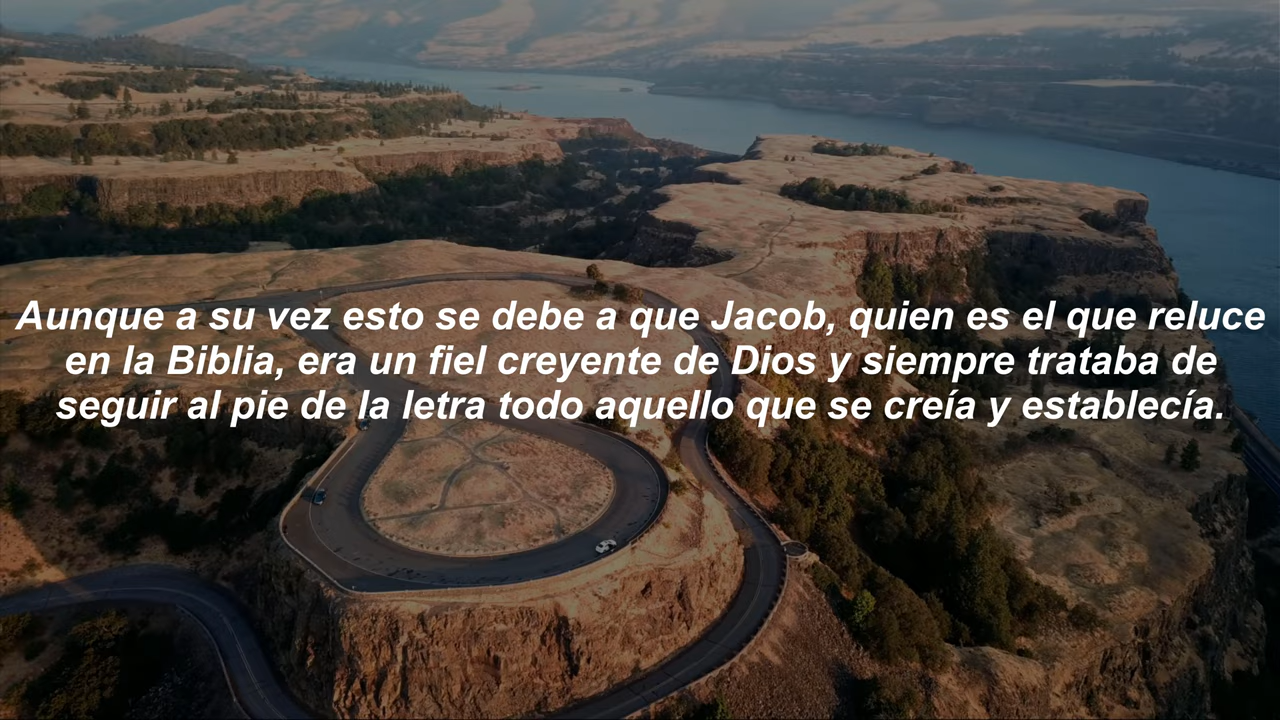 Aunque a su vez esto se debe a que Jacob, quien es el que reluce
en la Biblia, era un fiel creyente de Dios y siempre trataba de
seguir al pie de la letra todo aquello que se creía y establecía.